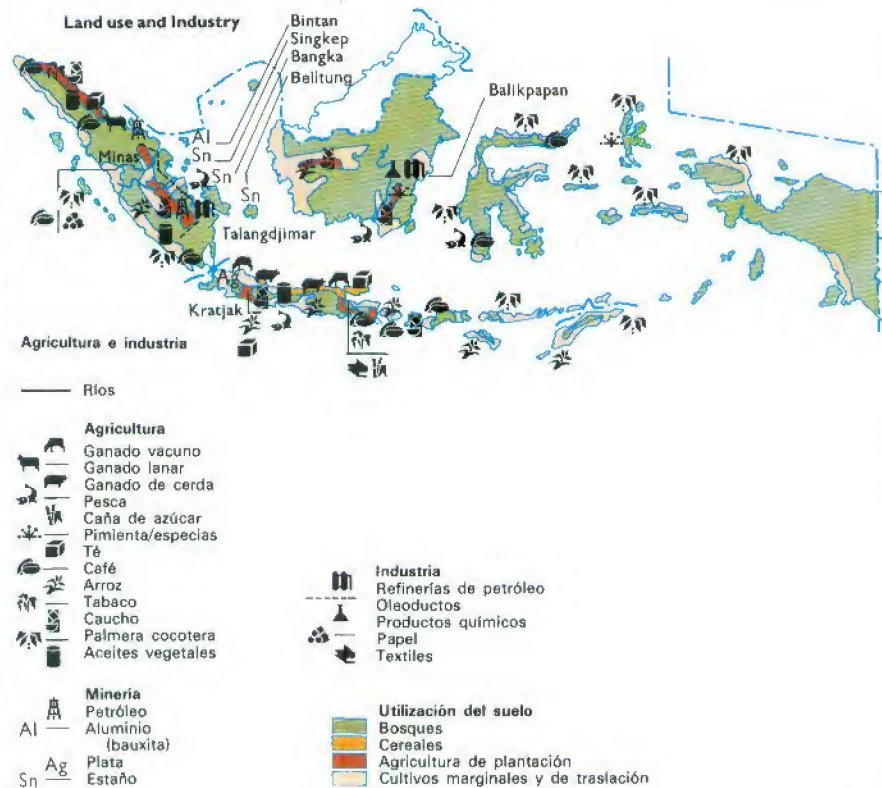 Land use and Industry
Bintan
Singkep
Bangka
Belitung
Balikpapan
Al
Sn
Sn
Sn
Minas
Talangdjimar
Ag
Kratjak
Agricultura e industria
Ríos
Agricultura
Ganado vacuno
Ganado lanar
Ganado de cerda
Pesca
Caña de azúcar
Pimienta/especias
Té
Café
Arroz
Tabaco
Caucho
Palmera cocotera
Aceites vegetales
Minería
Petróleo
Al Aluminio
(bauxita)
Ag Plata
Sn Estaño
Industria
Refinerías de petróleo
Oleoductos
Productos químicos
Papel
Textiles
Utilización del suelo
Bosques
Cereales
Agricultura de plantación
Cultivos marginales y de traslación